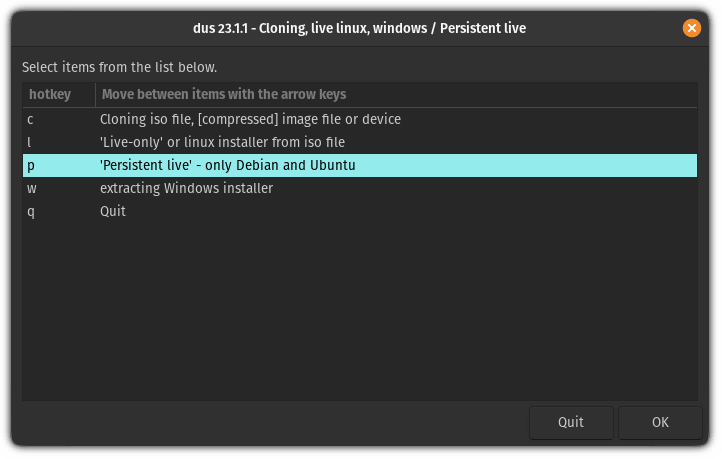 dus 23.1.1 - Cloning, live linux, windows / Persistent live
Select items from the list below.
hotkey Move between items with the arrow keys
c Cloning iso file, [compressed] image file or device
l 'Live-only' or linux installer from iso file
p 'Persistent live' - only Debian and Ubuntu
w extracting Windows installer
q Quit
Quit OK